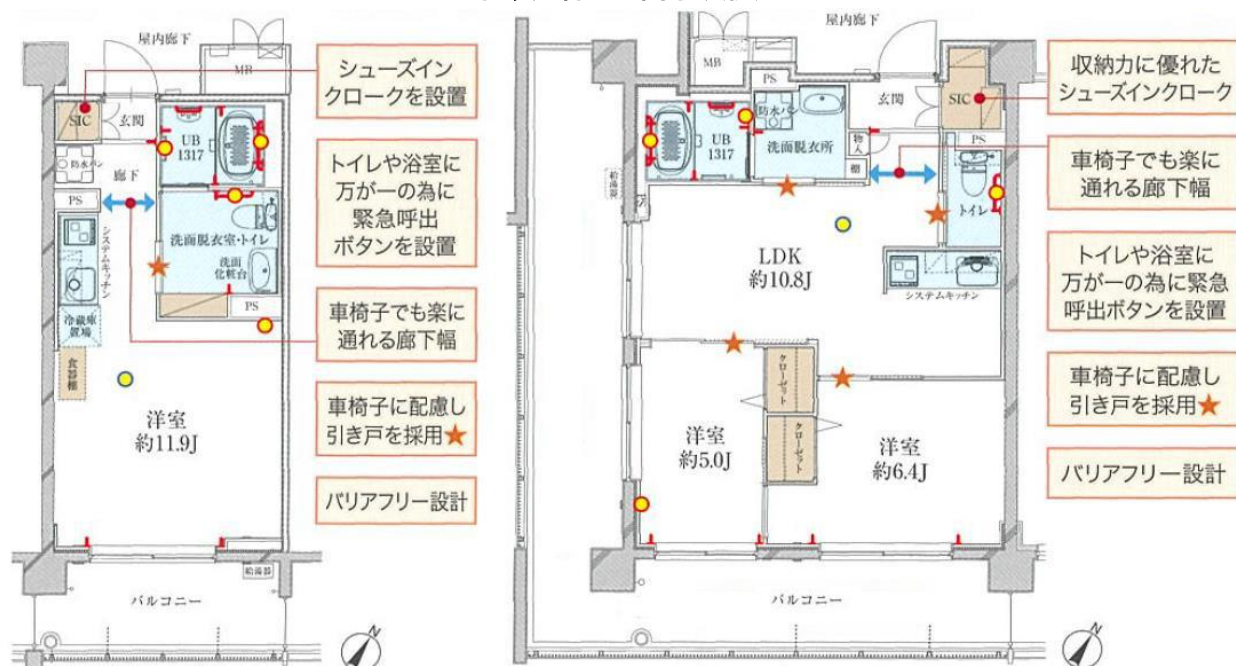 屋内廊下
MB
SIC
玄関
UB
1317
防水パン
廊下
PS
システムキッチン
洗面脱衣室・トイレ
洗面
化粧台
PS
冷蔵庫
置場
食器棚
洋室
約11.9J
給湯器
バルコニー
N
シューズイン
クロークを設置
トイレや浴室に
万が一の為に
緊急呼出
ボタンを設置
車椅子でも楽に
通れる廊下幅
車椅子に配慮し
引き戸を採用★
バリアフリー設計
屋内廊下
MB
PS
玄関
SIC
UB
1317
防水パン
洗面脱衣所
物入
棚
PS
トイレ
給湯器
LDK
約10.8J
システムキッチン
クローゼット
クローゼット
洋室
約5.0J
洋室
約6.4J
バルコニー
N
収納力に優れた
シューズインクローク
車椅子でも楽に
通れる廊下幅
トイレや浴室に
万が一の為に緊急
呼出ボタンを設置
車椅子に配慮し
引き戸を採用★
バリアフリー設計